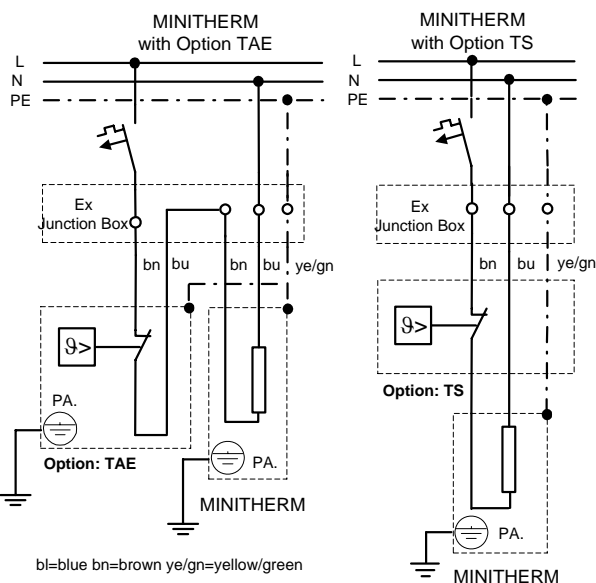 MINITHERM
with Option TAE
L
N
PE
Ex
Junction Box
bn
bu
bn
bu
ye/gn
ϑ>
PA.
Option: TAE
PA.
MINITHERM
bl=blue bn=brown ye/gn=yellow/green
MINITHERM
with Option TS
L
N
PE
Ex
Junction Box
bn
bu
ye/gn
ϑ>
Option: TS
PA.
MINITHERM